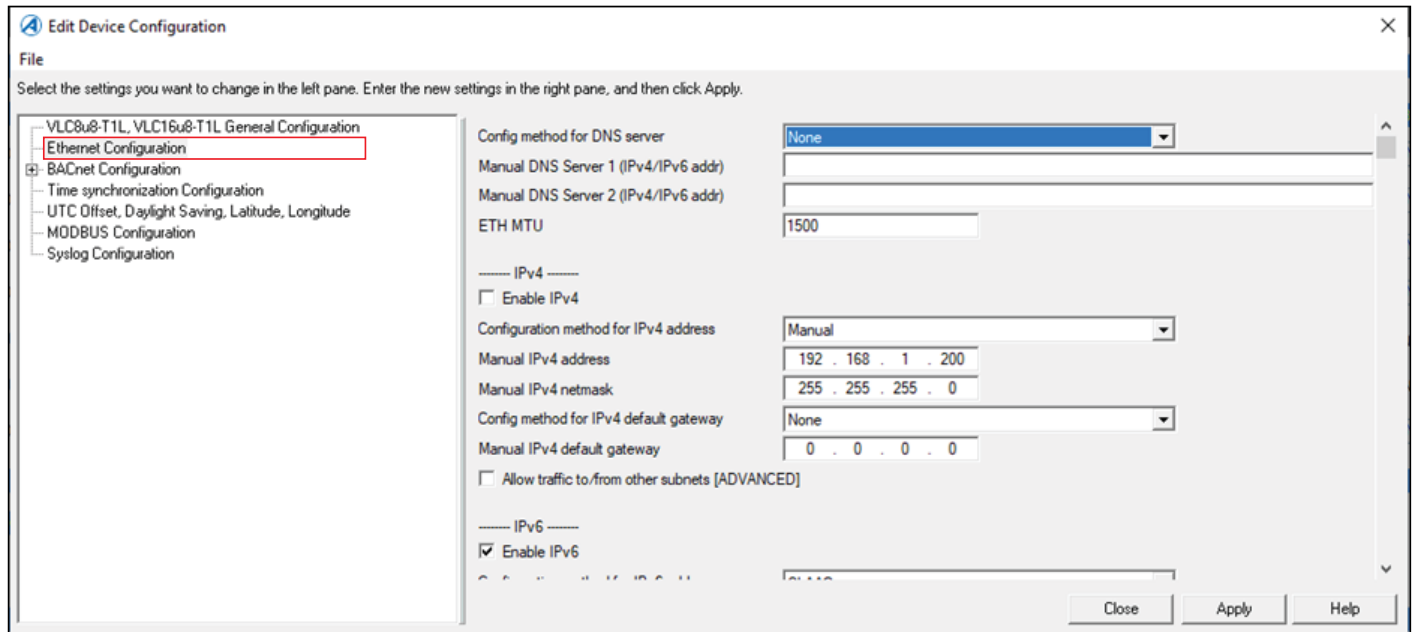 Edit Device Configuration
File
Select the settings you want to change in the left pane. Enter the new settings in the right pane, and then click Apply.
VLC8u8-T1L, VLC16u8-T1L General Configuration
Ethernet Configuration
BACnet Configuration
Time synchronization Configuration
UTC Offset, Daylight Saving, Latitude, Longitude
MODBUS Configuration
Syslog Configuration
Config method for DNS server None
Manual DNS Server 1 (IPv4/IPv6 addr)
Manual DNS Server 2 (IPv4/IPv6 addr)
ETH MTU 1500
-------- IPv4 --------
Enable IPv4
Configuration method for IPv4 address Manual
Manual IPv4 address 192 . 168 . 1 . 200
Manual IPv4 netmask 255 . 255 . 255 . 0
Config method for IPv4 default gateway None
Manual IPv4 default gateway 0 . 0 . 0 . 0
Allow traffic to/from other subnets [ADVANCED]
-------- IPv6 --------
Enable IPv6
Close Apply Help